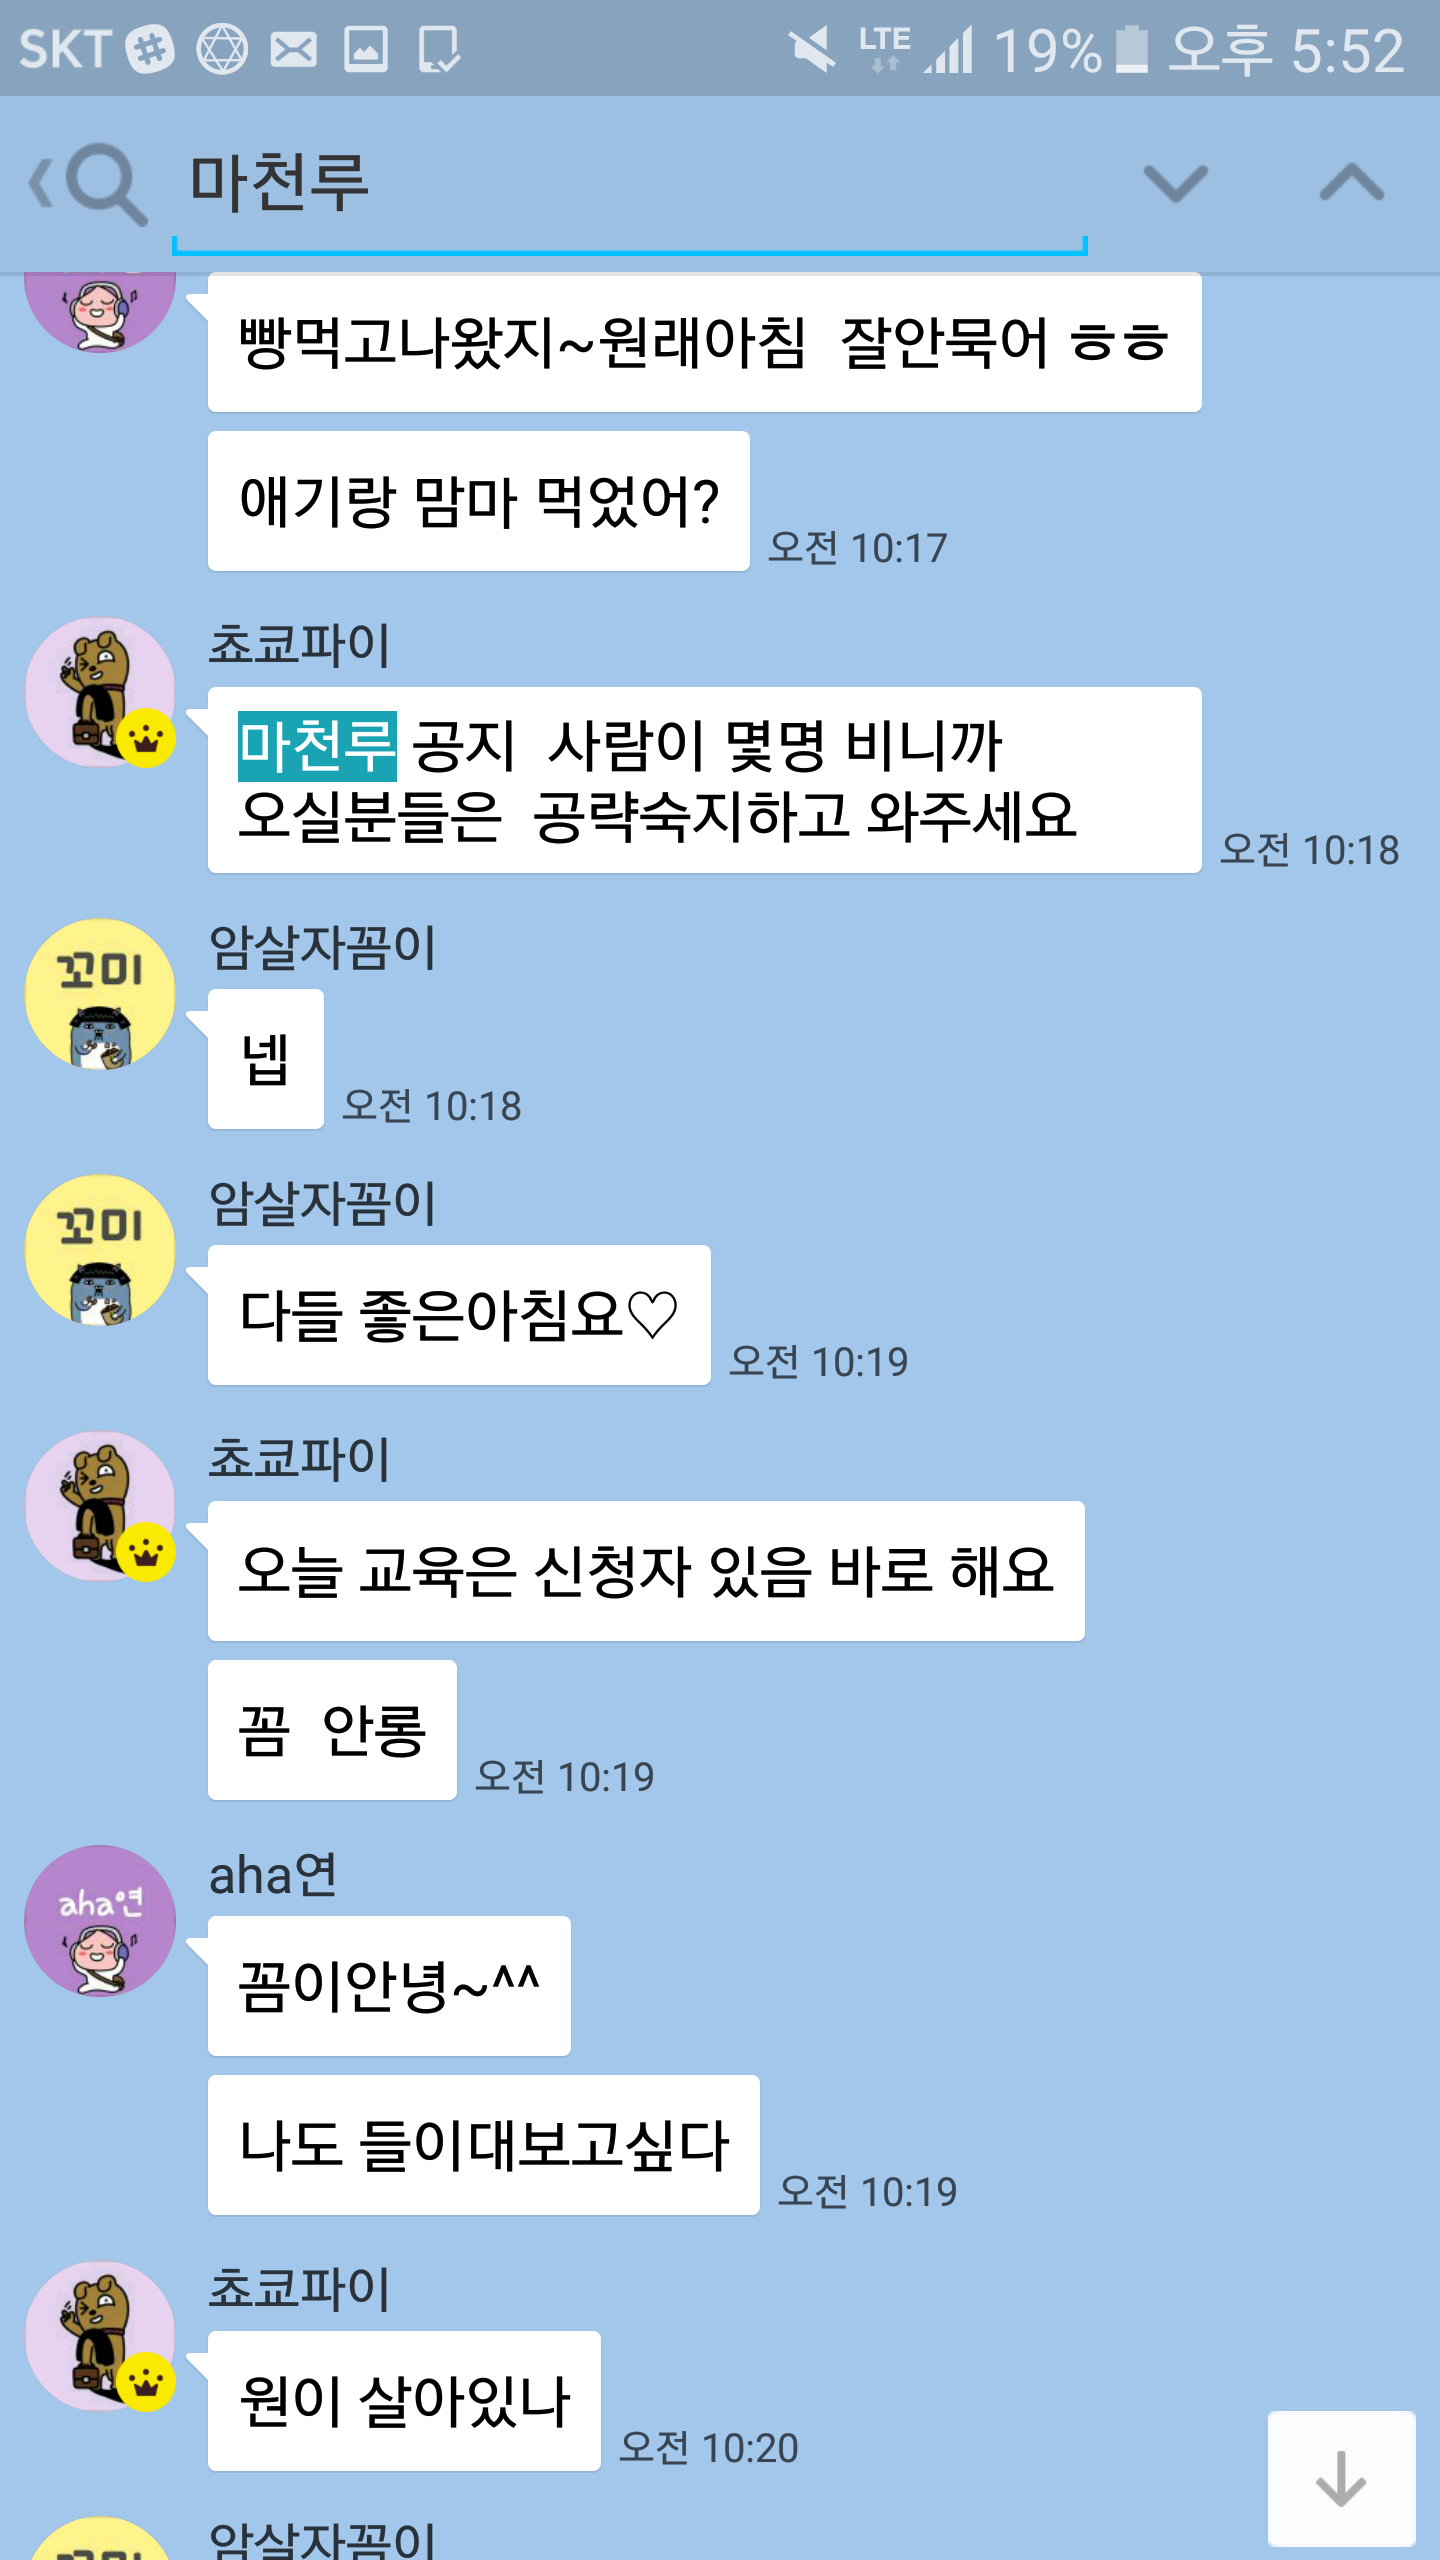 SKT LTE 19% 오후 5:52
마천루
빵먹고나왔지~원래아침  잘안묵어 ㅎㅎ
애기랑 맘마 먹었어?
오전 10:17
쵸쿄파이
마천루 공지  사람이 몇명 비니까
오실분들은  공략숙지하고 와주세요
오전 10:18
꼬미
암살자꼼이
넵
오전 10:18
꼬미
암살자꼼이
다들 좋은아침요♡
오전 10:19
쵸쿄파이
오늘 교육은 신청자 있음 바로 해요
꼼  안롱
오전 10:19
aha연
aha연
꼼이안녕~^^
나도 들이대보고싶다
오전 10:19
쵸쿄파이
원이 살아있나
오전 10:20
암살자꼼이